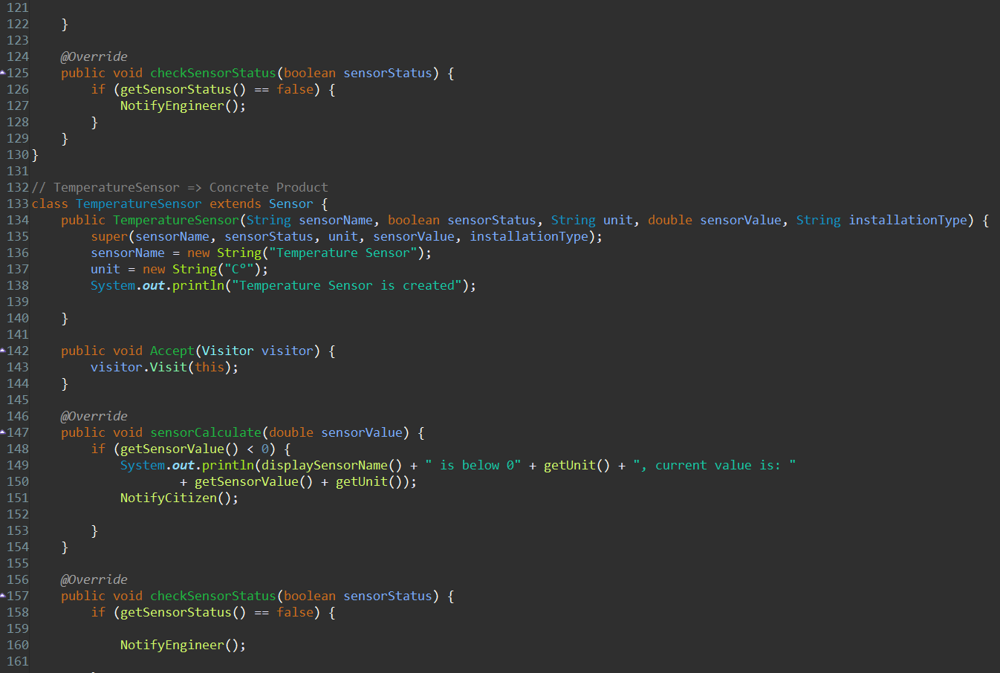 121
122     }
123
124     @Override
125     public void checkSensorStatus(boolean sensorStatus) {
126         if (getSensorStatus() == false) {
127             NotifyEngineer();
128         }
129     }
130 }
131
132 // TemperatureSensor => Concrete Product
133 class TemperatureSensor extends Sensor {
134     public TemperatureSensor(String sensorName, boolean sensorStatus, String unit, double sensorValue, String installationType) {
135         super(sensorName, sensorStatus, unit, sensorValue, installationType);
136         sensorName = new String("Temperature Sensor");
137         unit = new String("C°");
138         System.out.println("Temperature Sensor is created");
139
140     }
141
142     public void Accept(Visitor visitor) {
143         visitor.Visit(this);
144     }
145
146     @Override
147     public void sensorCalculate(double sensorValue) {
148         if (getSensorValue() < 0) {
149             System.out.println(displaySensorName() + " is below 0" + getUnit() + ", current value is: "
150                     + getSensorValue() + getUnit());
151             NotifyCitizen();
152
153         }
154     }
155
156     @Override
157     public void checkSensorStatus(boolean sensorStatus) {
158         if (getSensorStatus() == false) {
159
160             NotifyEngineer();
161